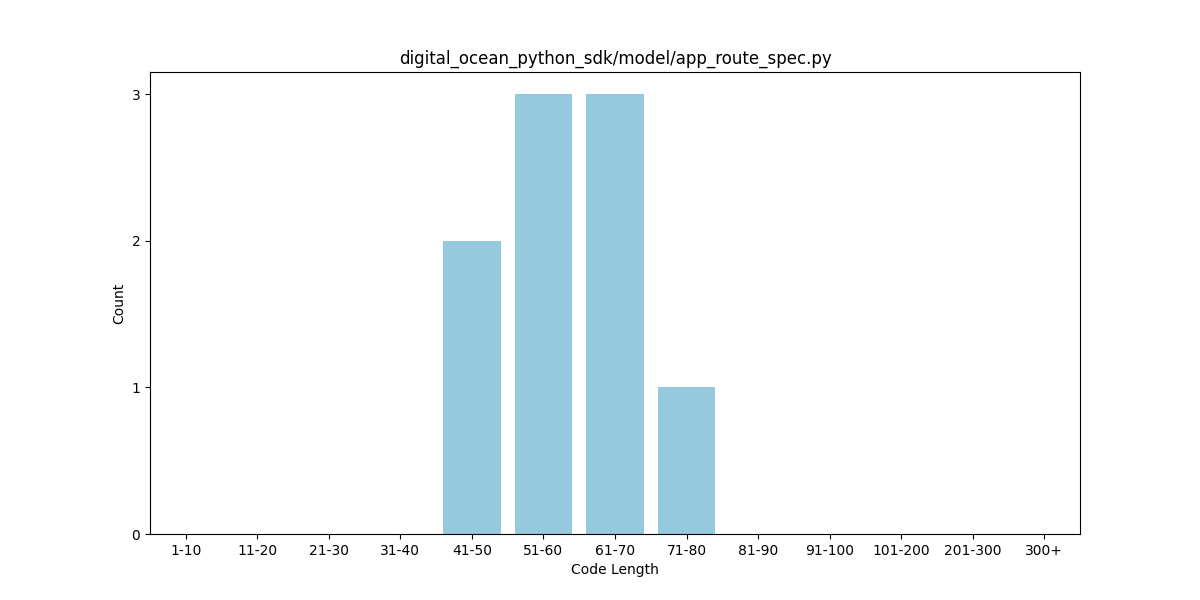 digital_ocean_python_sdk/model/app_route_spec.py
3
2
1
0
Count
1-10 11-20 21-30 31-40 41-50 51-60 61-70 71-80 81-90 91-100 101-200 201-300 300+
Code Length